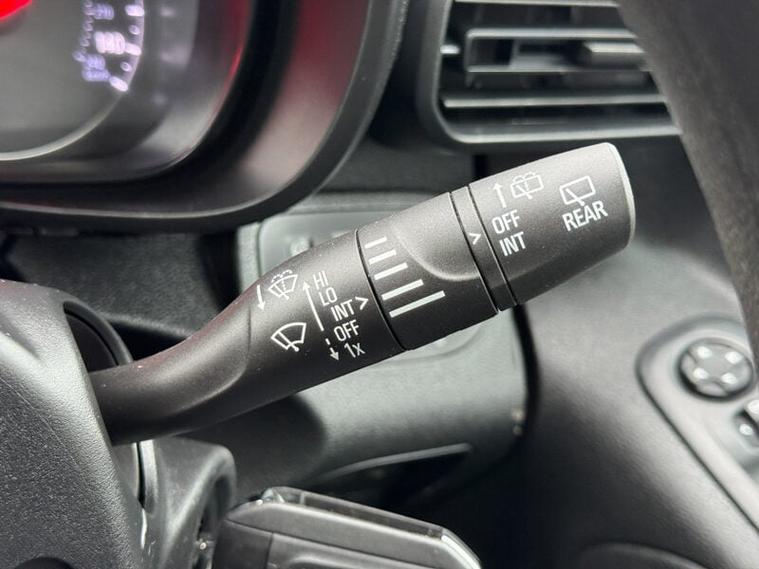 HI
LO
INT >
OFF
1x
OFF
INT
REAR